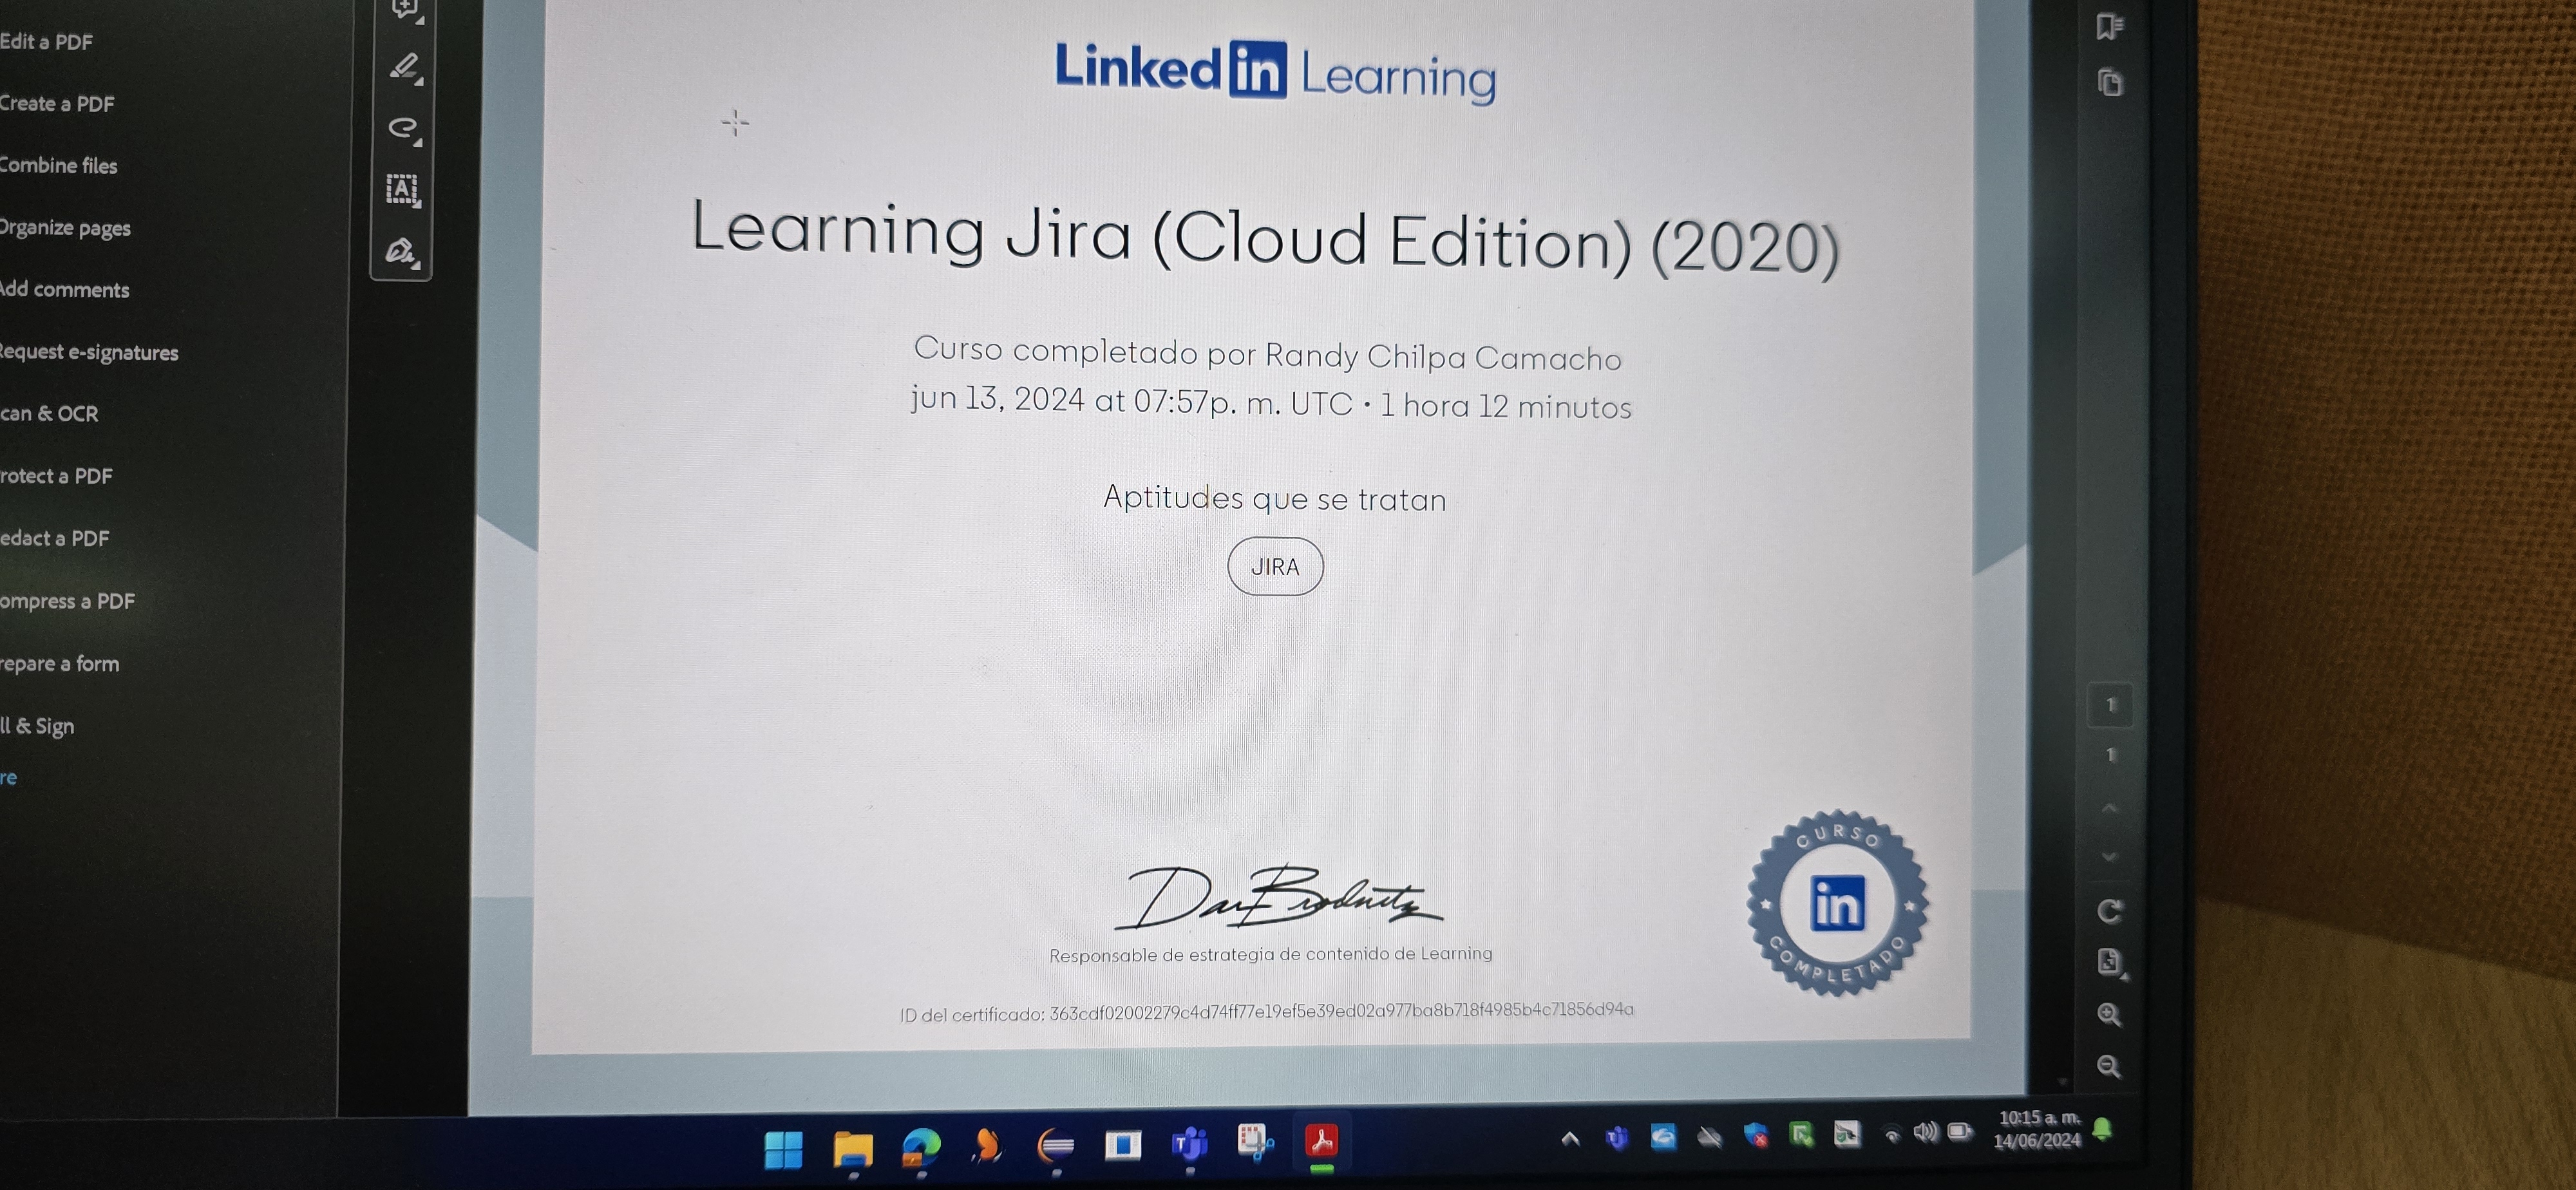 Edit a PDF
Create a PDF
Combine files
Organize pages
Add comments
Request e-signatures
can & OCR
rotect a PDF
edact a PDF
ompress a PDF
repare a form
ll & Sign
re
Linked in Learning
Learning Jira (Cloud Edition) (2020)
Curso completado por Randy Chilpa Camacho
jun 13, 2024 at 07:57p. m. UTC • 1 hora 12 minutos
Aptitudes que se tratan
JIRA
Responsable de estrategia de contenido de Learning
ID del certificado: 363cdf02002279c4d74ff77e19ef5e39ed02a977ba8b718f4985b4c71856d94a
CURSO
in
COMPLETADO
1
1
10:15 a. m.
14/06/2024